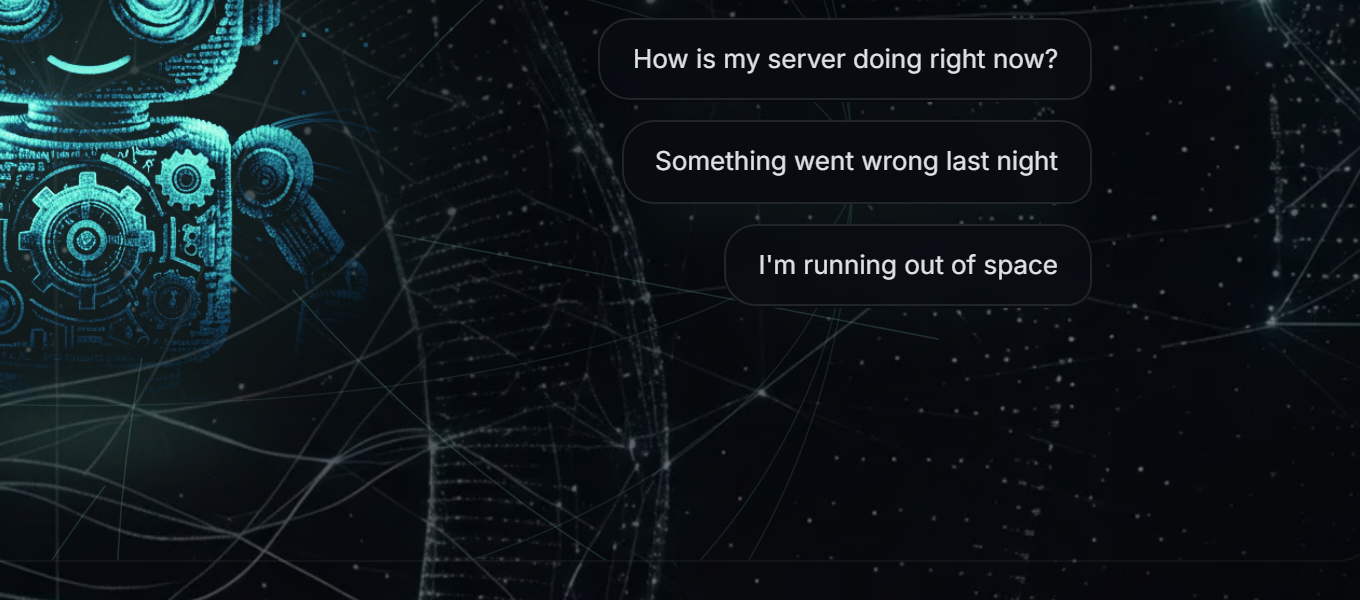 How is my server doing right now?
Something went wrong last night
I'm running out of space